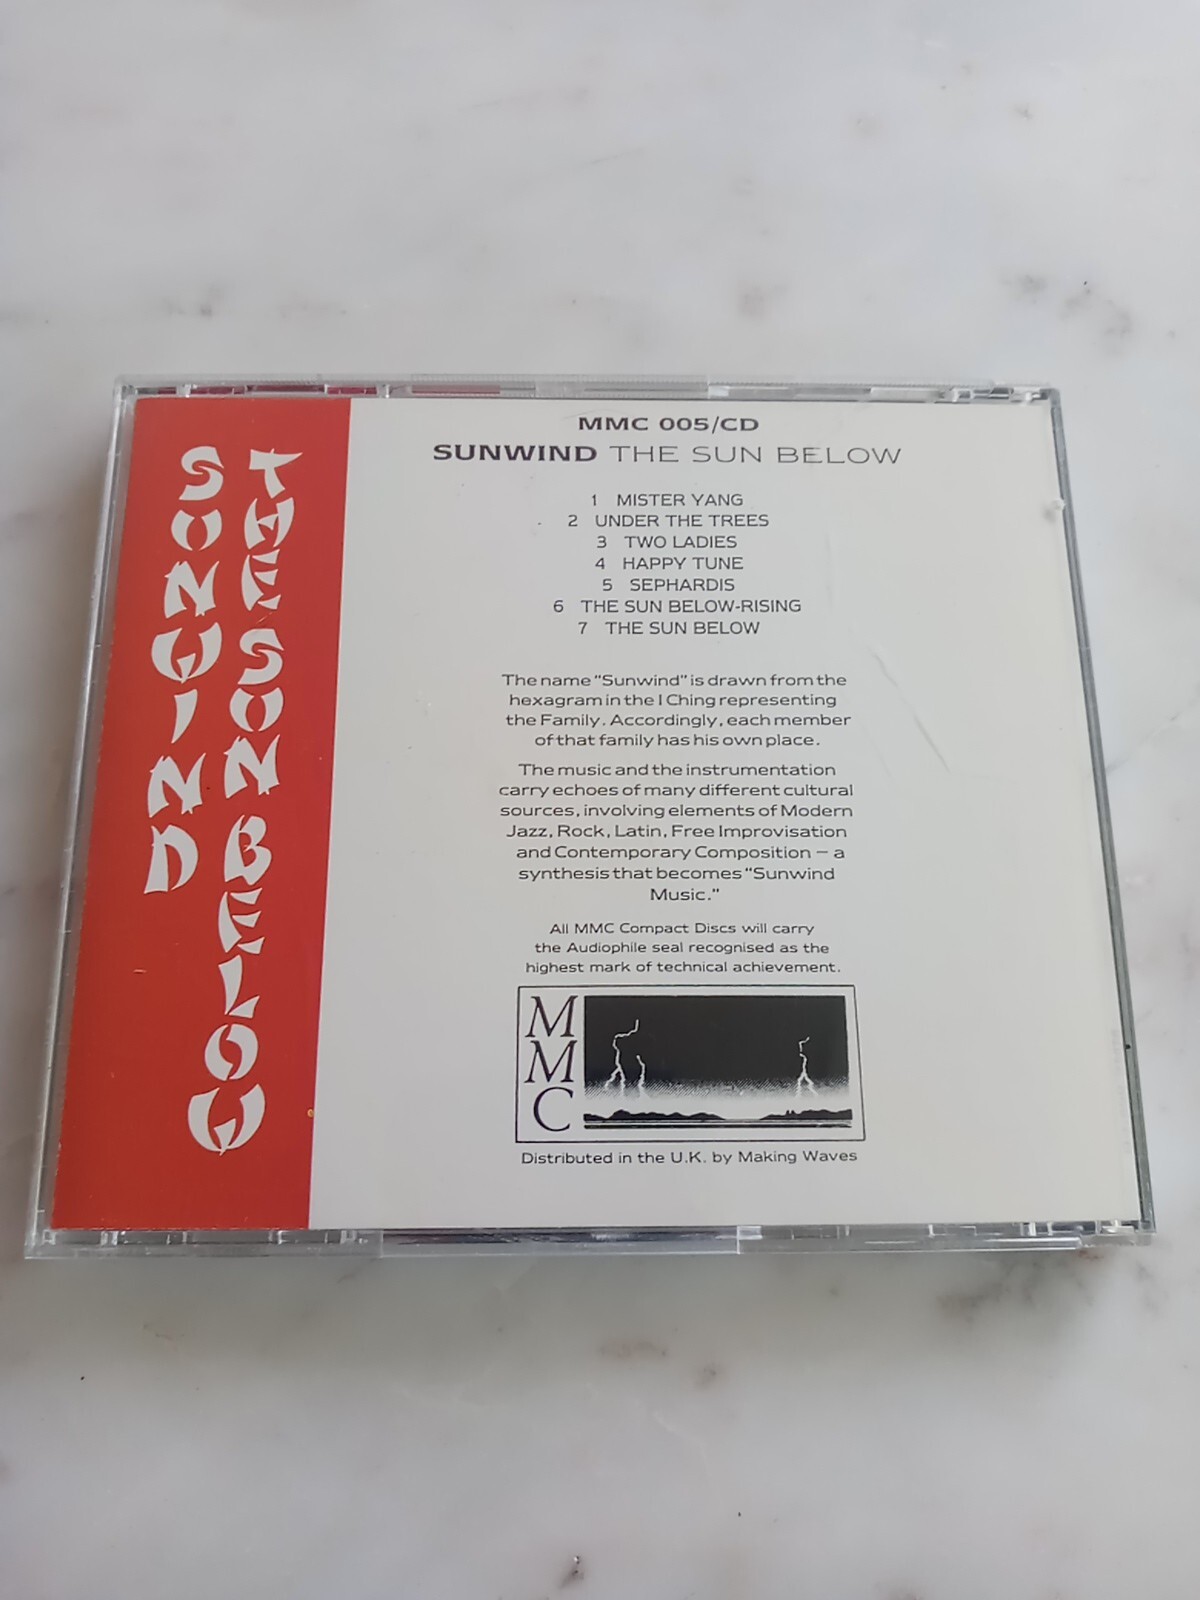 SUNWIND
THE SUN BELOW
MMC 005/CD
SUNWIND THE SUN BELOW
1 MISTER YANG
2 UNDER THE TREES
3 TWO LADIES
4 HAPPY TUNE
5 SEPHARDIS
6 THE SUN BELOW-RISING
7 THE SUN BELOW
The name "Sunwind" is drawn from the
hexagram in the I Ching representing
the Family. Accordingly, each member
of that family has his own place.
The music and the instrumentation
carry echoes of many different cultural
sources, involving elements of Modern
Jazz, Rock, Latin, Free Improvisation
and Contemporary Composition – a
synthesis that becomes "Sunwind
Music."
All MMC Compact Discs will carry
the Audiophile seal recognised as the
highest mark of technical achievement.
M
M
C
Distributed in the U.K. by Making Waves